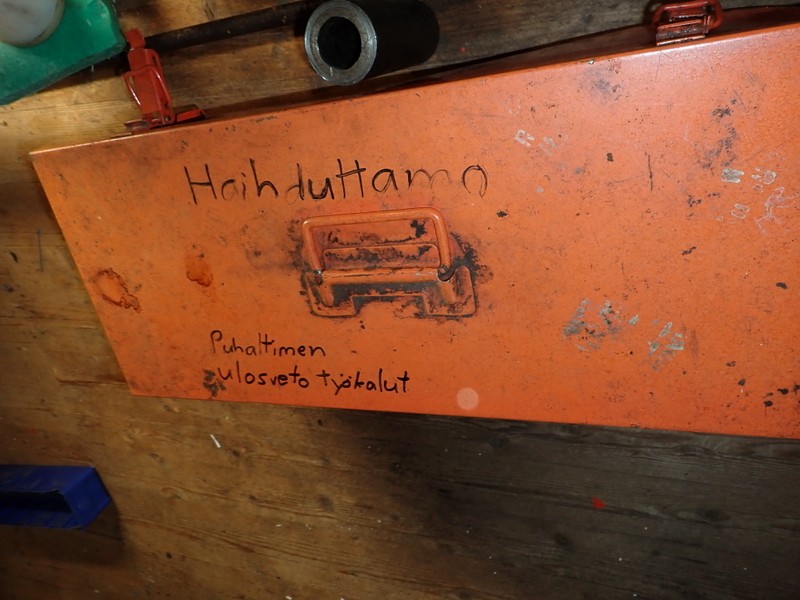 Haihduttamo
Puhaltimen
ulosveto työkalut